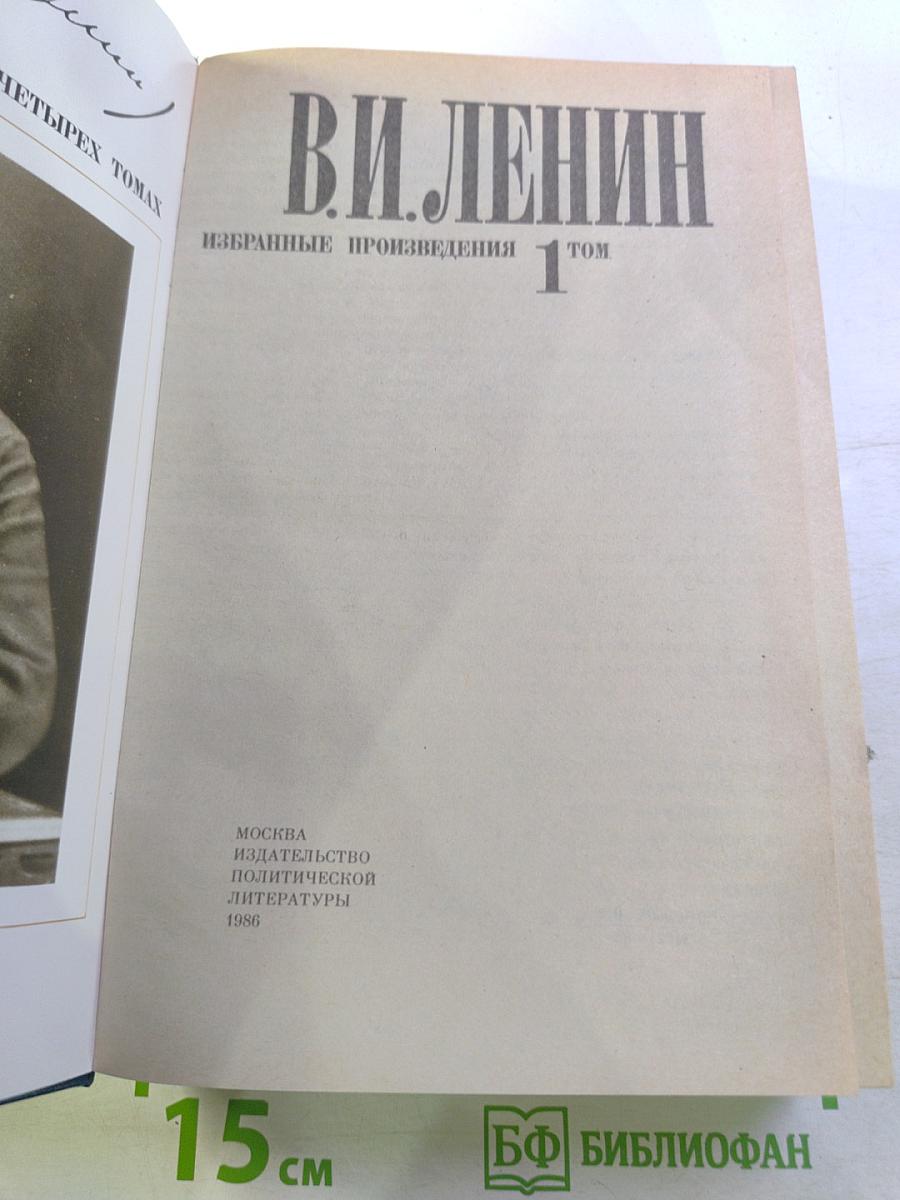 ЧЕТЫРЕХ ТОМАХ
В.И.ЛЕНИН
ИЗБРАННЫЕ ПРОИЗВЕДЕНИЯ 1 ТОМ
МОСКВА
ИЗДАТЕЛЬСТВО
ПОЛИТИЧЕСКОЙ
ЛИТЕРАТУРЫ
1986
15 см
БФ БИБЛИОФАН